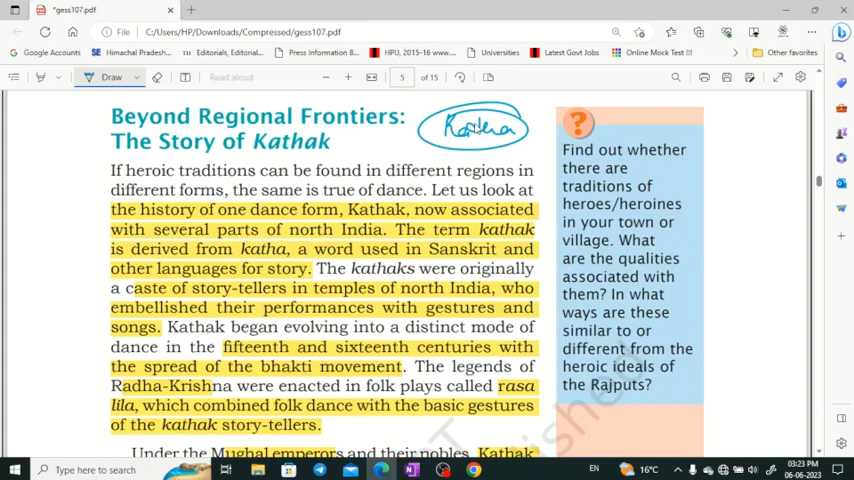 *gess107.pdf
File
C:/Users/HP/Downloads/Compressed/gess107.pdf
Google Accounts
Himachal Pradesh...
Editorials, Editorial...
Press Information B...
HPU, 2015-16 www....
Universities
Latest Govt Jobs
Online Mock Test !!!...
Other favorites
Draw
Read aloud
5 of 15
Beyond Regional Frontiers:
The Story of Kathak
Katha
If heroic traditions can be found in different regions in
different forms, the same is true of dance. Let us look at
the history of one dance form, Kathak, now associated
with several parts of north India. The term kathak
is derived from katha, a word used in Sanskrit and
other languages for story. The kathaks were originally
a caste of story-tellers in temples of north India, who
embellished their performances with gestures and
songs. Kathak began evolving into a distinct mode of
dance in the fifteenth and sixteenth centuries with
the spread of the bhakti movement. The legends of
Radha-Krishna were enacted in folk plays called rasa
lila, which combined folk dance with the basic gestures
of the kathak story-tellers.
Under the Mughal emperors and their nobles, Kathak
?
Find out whether
there are
traditions of
heroes/heroines
in your town or
village. What
are the qualities
associated with
them? In what
ways are these
similar to or
different from the
heroic ideals of
the Rajputs?
Type here to search
EN
16°C
03:23 PM
06-06-2023